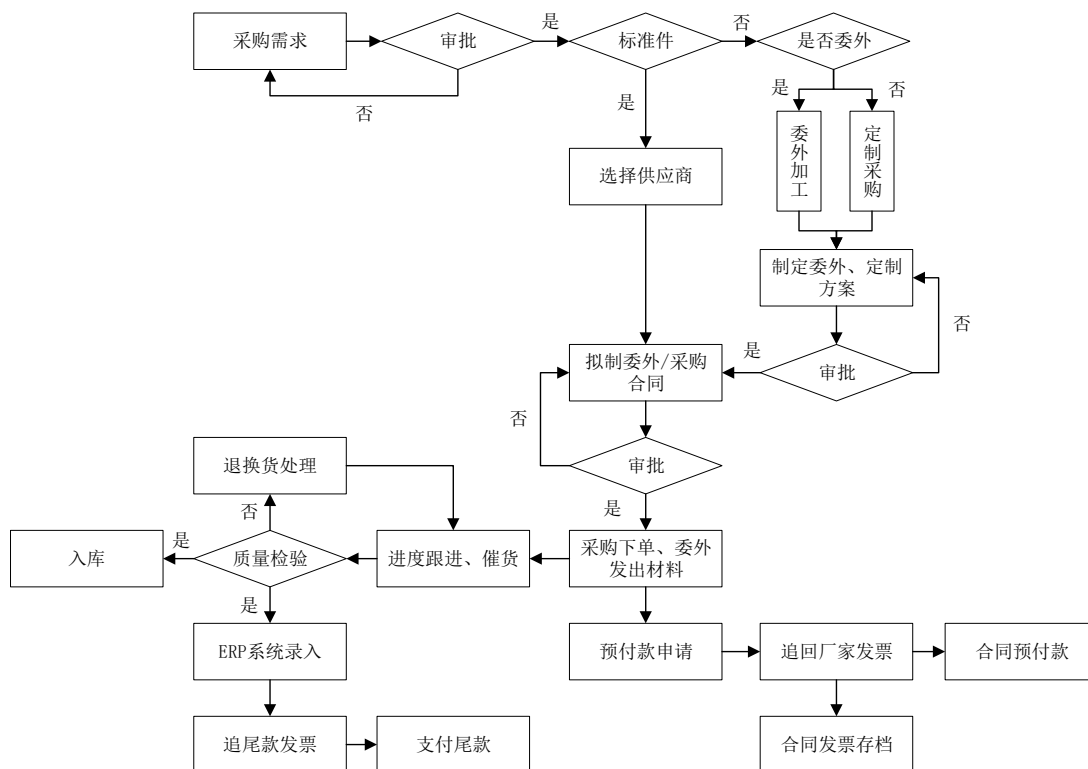 采购需求
审批
是
标准件
否
是否委外
否
是
是
否
委外加工
定制采购
选择供应商
制定委外、定制
方案
否
拟制委外/采购
合同
是
审批
否
审批
退换货处理
否
是
入库
是
质量检验
进度跟进、催货
采购下单、委外
发出材料
是
ERP系统录入
预付款申请
追回厂家发票
合同预付款
追尾款发票
支付尾款
合同发票存档